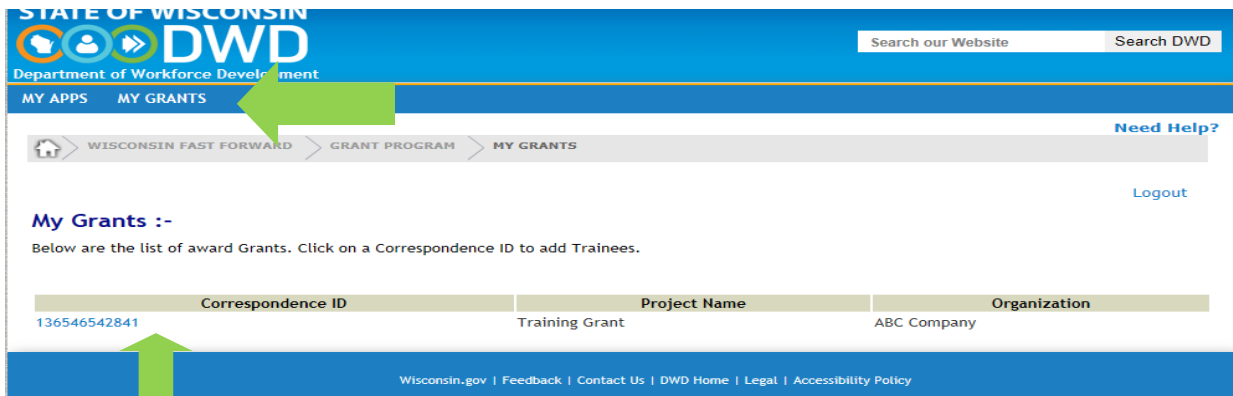 STATE OF WISCONSIN
DWD
Department of Workforce Development
Search our Website Search DWD
MY APPS MY GRANTS
Need Help?
WISCONSIN FAST FORWARD GRANT PROGRAM MY GRANTS
Logout
My Grants :-
Below are the list of award Grants. Click on a Correspondence ID to add Trainees.
Correspondence ID Project Name Organization
136546542841 Training Grant ABC Company
Wisconsin.gov | Feedback | Contact Us | DWD Home | Legal | Accessibility Policy